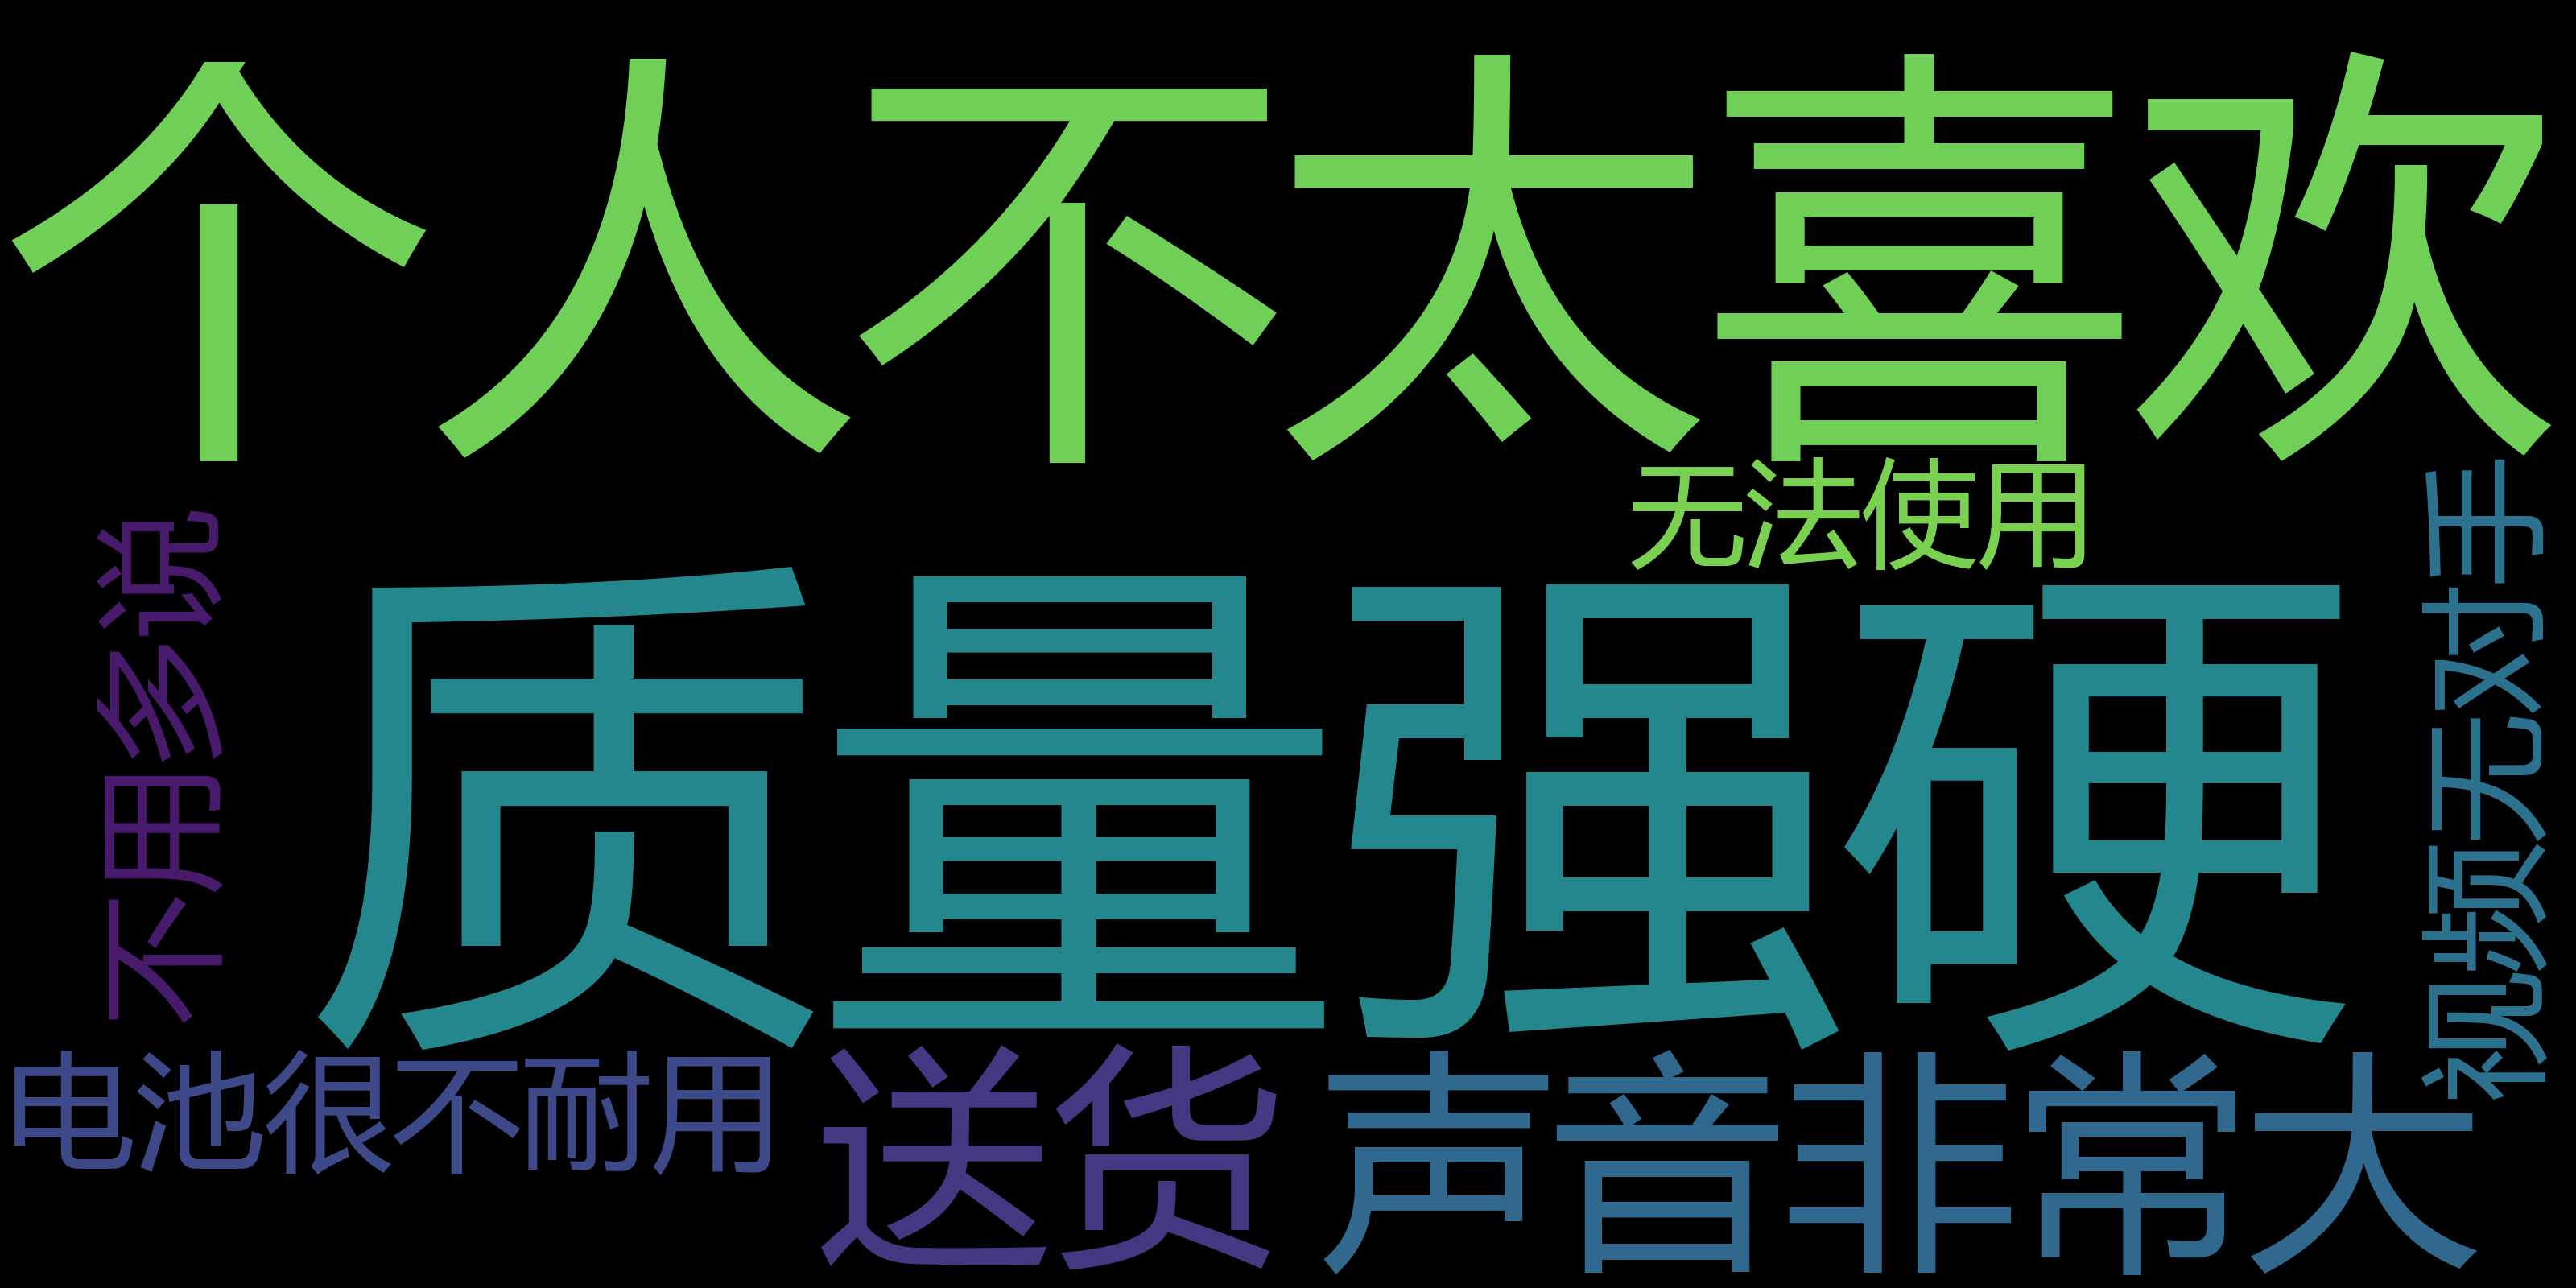 个人不太喜欢
无法使用
不用多说
质量强硬
视频无对手
电池很不耐用
送货
声音非常大